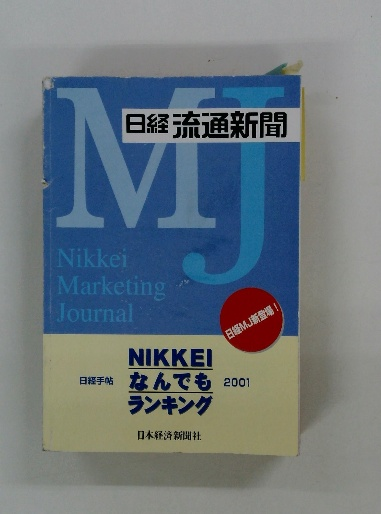 MJ
日経 流通新聞
Nikkei
Marketing
Journal
日経MJ新登場!
NIKKEI
日経手帖 なんでも 2001
ランキング
日本経済新聞社